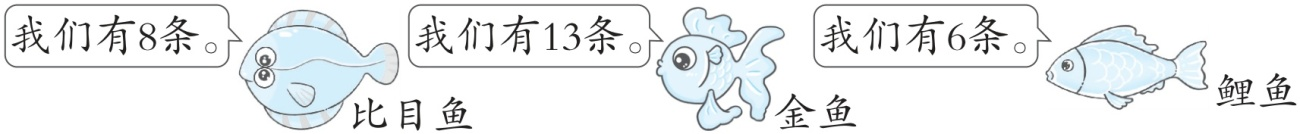 我们有8条。
比目鱼
我们有13条。
金鱼
我们有6条。
鲤鱼